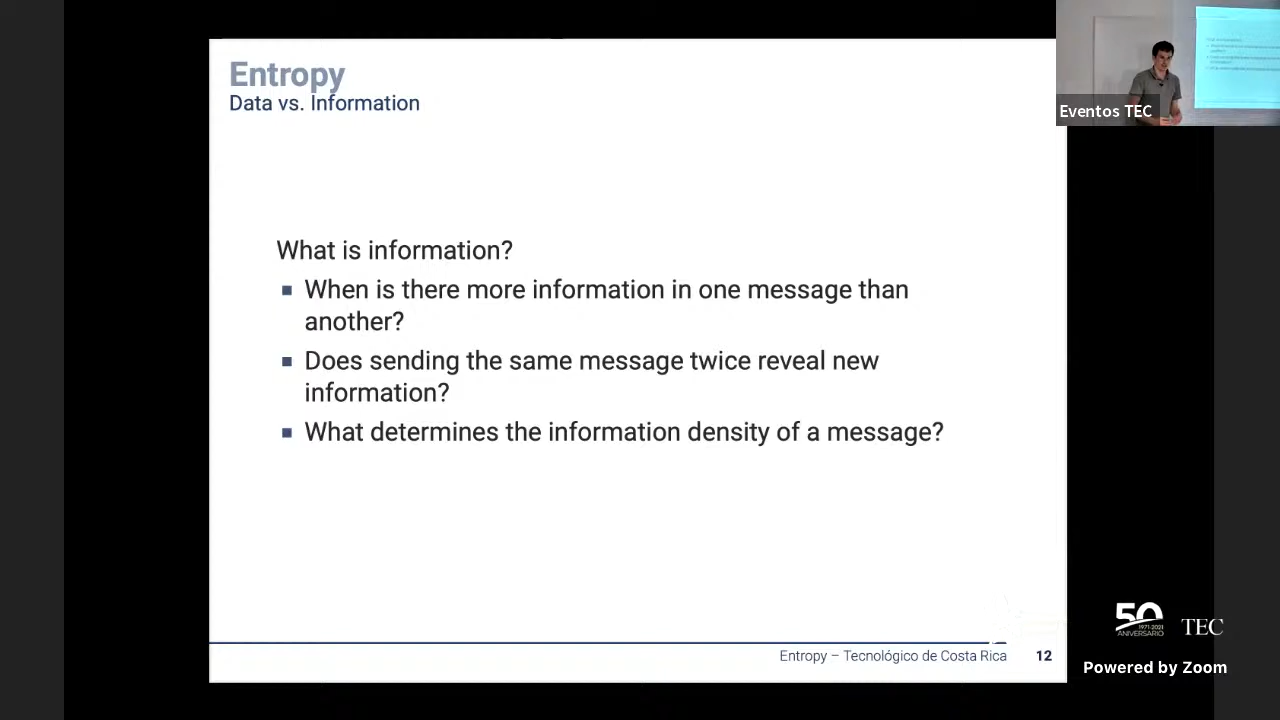 Entropy
Data vs. Information
Eventos TEC
What is information?
When is there more information in one message than
another?
Does sending the same message twice reveal new
information?
What determines the information density of a message?
Entropy – Tecnológico de Costa Rica 12
50
1971-2021
ANIVERSARIO
TEC
Powered by Zoom